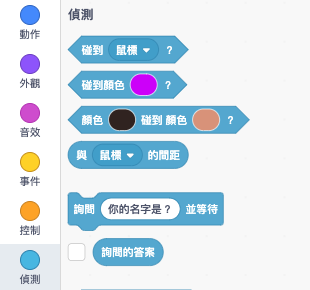 動作
外觀
音效
事件
控制
偵測
偵測
碰到 鼠標 ?
碰到顏色 ?
顏色 碰到 顏色 ?
與 鼠標 的間距
詢問 你的名字是? 並等待
詢問的答案